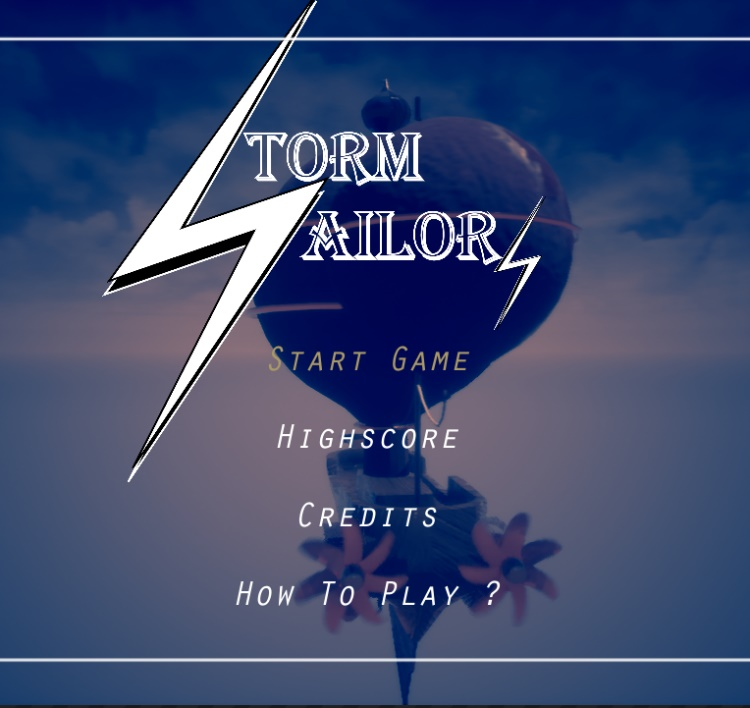 STORM
SAILORS
START GAME
HIGHSCORE
CREDITS
HOW TO PLAY ?